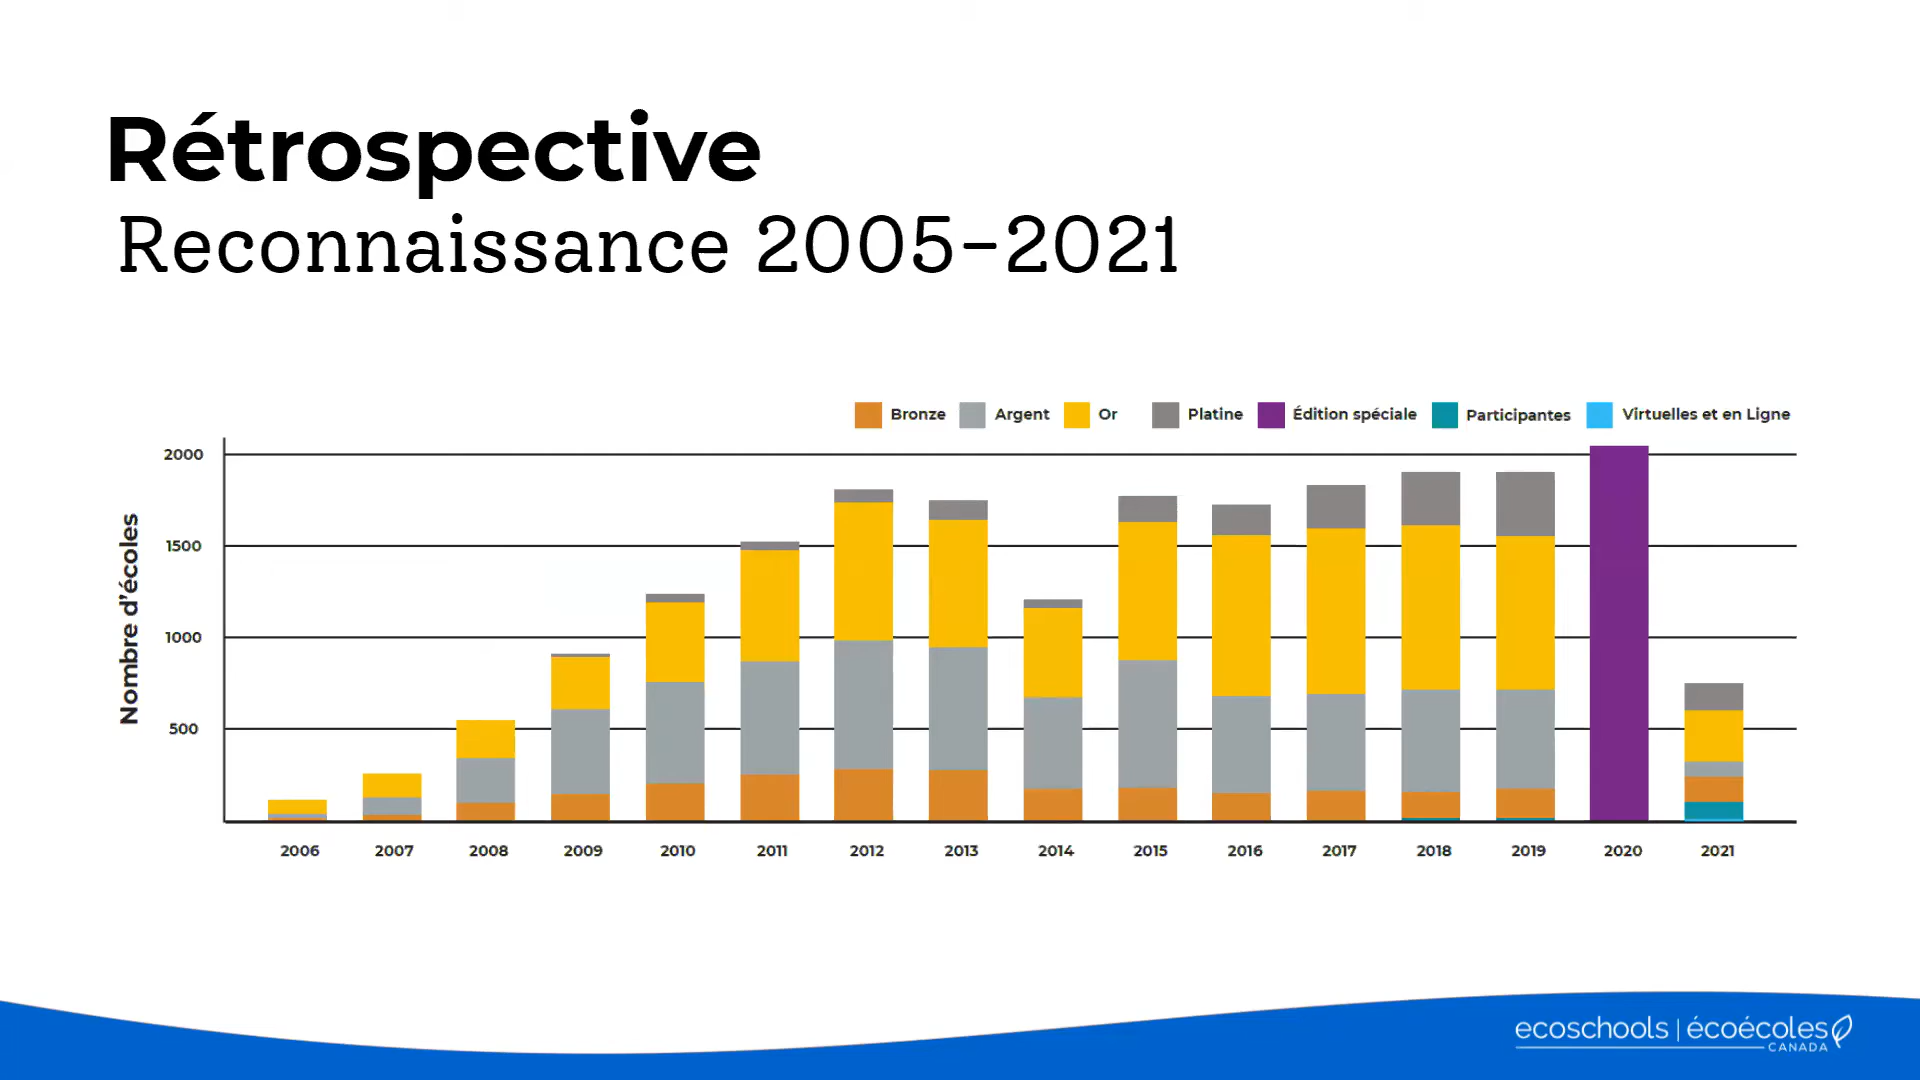 Rétrospective
Reconnaissance 2005-2021
Bronze Argent Or Platine Édition spéciale Participantes Virtuelles et en Ligne
Nombre d'écoles
2000
1500
1000
500
2006 2007 2008 2009 2010 2011 2012 2013 2014 2015 2016 2017 2018 2019 2020 2021
ecoschools | écoécoles
CANADA